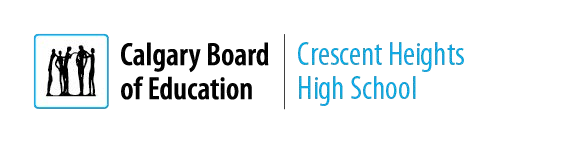 Calgary Board
of Education
Crescent Heights
High School